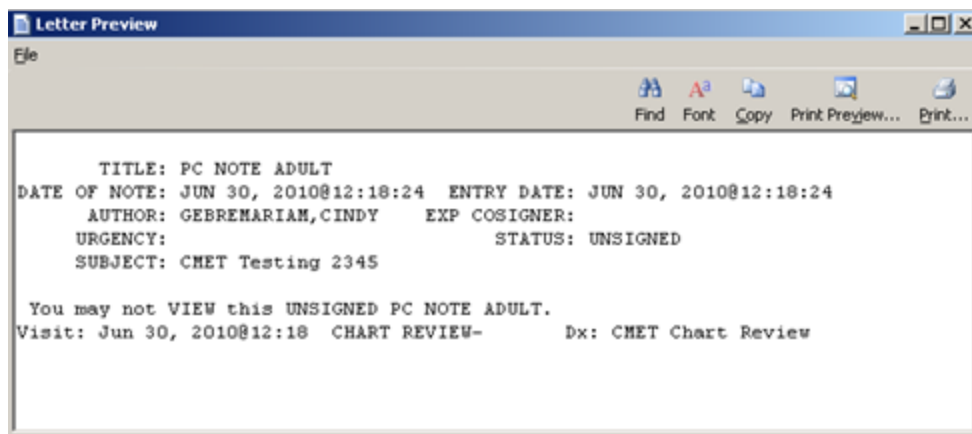 Letter Preview
File
Find Font Copy Print Preview... Print...
TITLE: PC NOTE ADULT
DATE OF NOTE: JUN 30, 2010@12:18:24 ENTRY DATE: JUN 30, 2010@12:18:24
AUTHOR: GEBREMARIAM,CINDY EXP COSIGNER:
URGENCY: STATUS: UNSIGNED
SUBJECT: CMET Testing 2345
You may not VIEW this UNSIGNED PC NOTE ADULT.
Visit: Jun 30, 2010@12:18 CHART REVIEW- Dx: CMET Chart Review